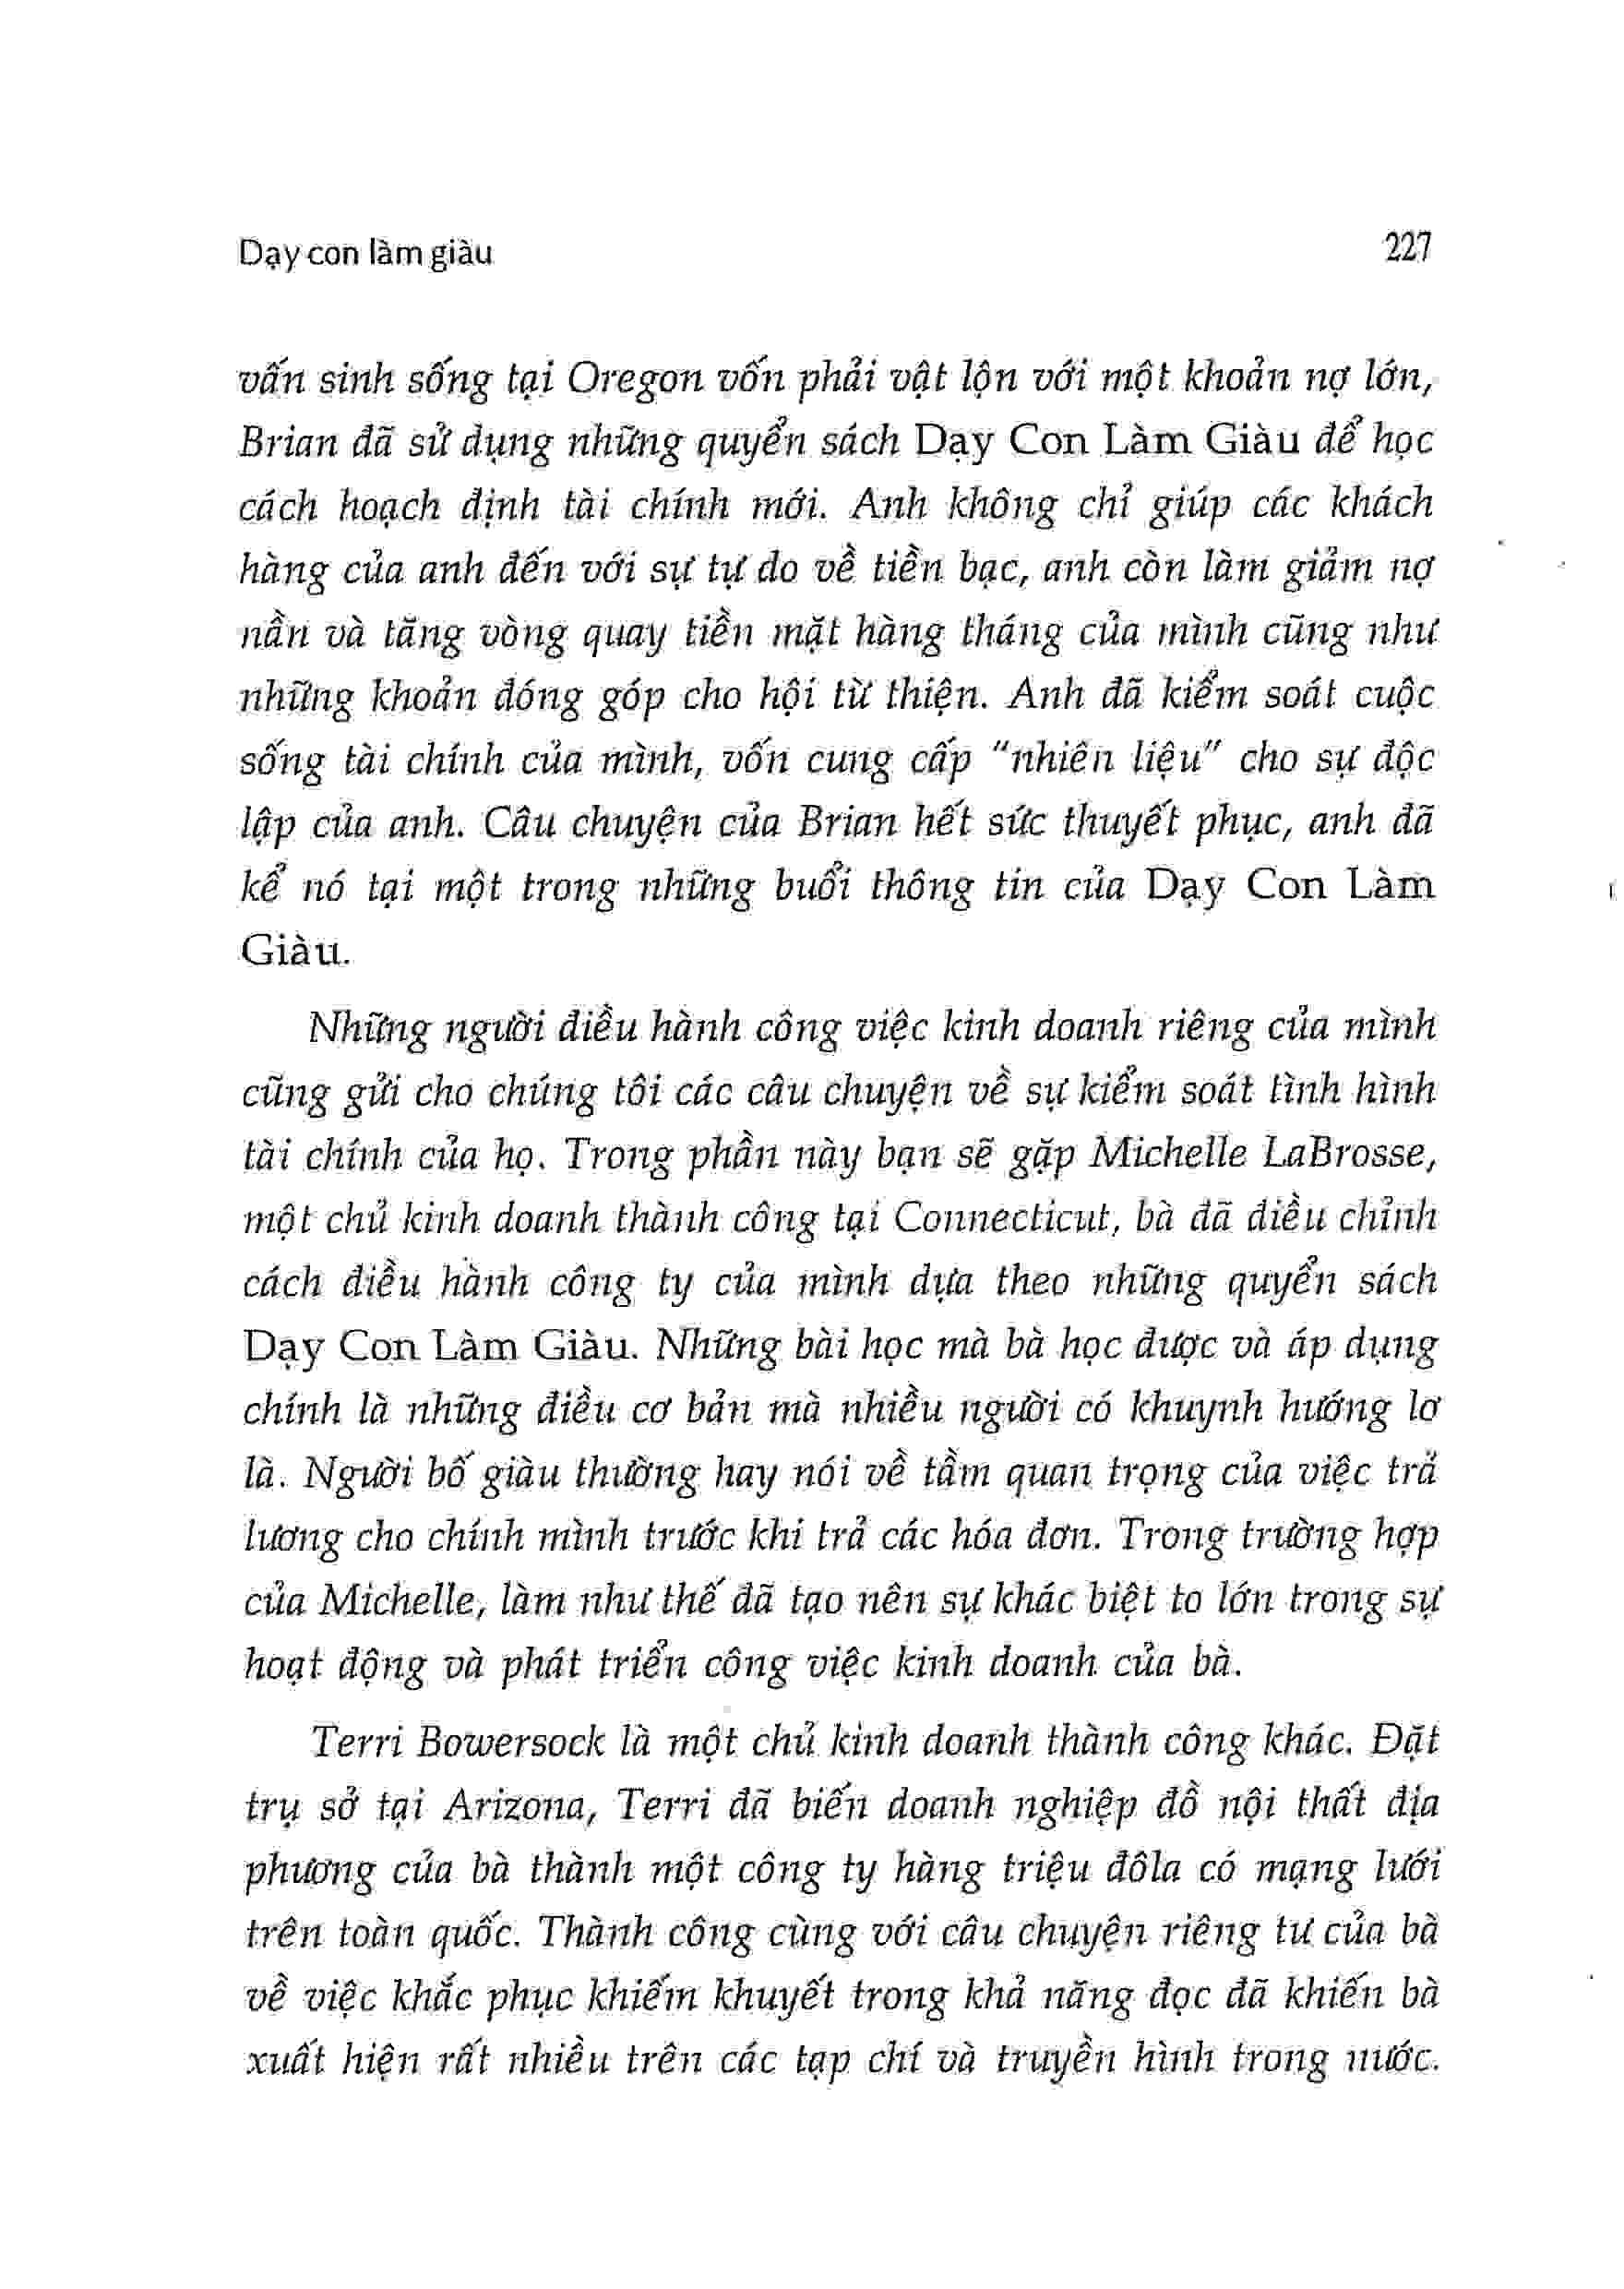 Dạy con làm giàu 227
vấn sinh sống tại Oregon vốn phải vật lộn với một khoản nợ lớn,
Brian đã sử dụng những quyển sách Dạy Con Làm Giàu để học
cách hoạch định tài chính mới. Anh không chỉ giúp các khách
hàng của anh đến với sự tự do về tiền bạc, anh còn làm giảm nợ
nần và tăng vòng quay tiền mặt hàng tháng của mình cũng như
những khoản đóng góp cho hội từ thiện. Anh đã kiểm soát cuộc
sống tài chính của mình, vốn cung cấp "nhiên liệu" cho sự độc
lập của anh. Câu chuyện của Brian hết sức thuyết phục, anh đã
kể nó tại một trong những buổi thông tin của Dạy Con Làm
Giàu.
Những người điều hành công việc kinh doanh riêng của mình
cũng gửi cho chúng tôi các câu chuyện về sự kiểm soát tình hình
tài chính của họ. Trong phần này bạn sẽ gặp Michelle LaBrosse,
một chủ kinh doanh thành công tại Connecticut, bà đã điều chỉnh
cách điều hành công ty của mình dựa theo những quyển sách
Dạy Con Làm Giàu. Những bài học mà bà học được và áp dụng
chính là những điều cơ bản mà nhiều người có khuynh hướng lơ
là. Người bố giàu thường hay nói về tầm quan trọng của việc trả
lương cho chính mình trước khi trả các hóa đơn. Trong trường hợp
của Michelle, làm như thế đã tạo nên sự khác biệt to lớn trong sự
hoạt động và phát triển công việc kinh doanh của bà.
Terri Bowersock là một chủ kinh doanh thành công khác. Đặt
trụ sở tại Arizona, Terri đã biến doanh nghiệp đồ nội thất địa
phương của bà thành một công ty hàng triệu đôla có mạng lưới
trên toàn quốc. Thành công cùng với câu chuyện riêng tư của bà
về việc khắc phục khiếm khuyết trong khả năng đọc đã khiến bà
xuất hiện rất nhiều trên các tạp chí và truyền hình trong nước.